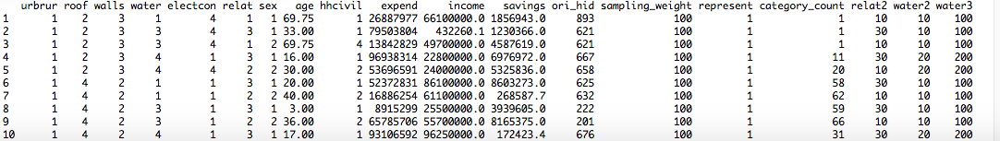 urbrur roof walls water electcon relat sex age hhcivil expend income savings ori_hid sampling_weight represent category_count relat2 water2 water3
1 1 2 3 1 4 1 1 69.75 1 26887977 66100000.0 1856943.0 893 100 1 1 10 10 100
2 1 2 3 3 4 3 1 33.00 1 79503804 432260.1 1230366.0 621 100 1 1 30 10 100
3 1 2 3 3 4 1 2 69.75 4 13842829 49700000.0 4587619.0 621 100 1 1 10 10 100
4 1 2 3 4 1 3 1 16.00 1 96938314 22800000.0 6976972.0 667 100 1 11 30 20 200
5 1 2 3 4 4 2 2 30.00 2 53696591 24000000.0 5325836.0 658 100 1 20 10 20 200
6 1 4 2 1 1 3 1 20.00 1 52372831 86100000.0 8603273.0 625 100 1 58 30 10 100
7 1 4 2 1 1 2 2 40.00 2 16886254 61100000.0 268587.7 632 100 1 62 10 10 100
8 1 4 2 3 1 3 1 3.00 1 8915299 25500000.0 3939605.0 222 100 1 59 30 10 100
9 1 4 2 3 1 2 2 36.00 2 65785706 55700000.0 8165375.0 201 100 1 66 10 10 100
10 1 4 2 4 1 3 1 17.00 1 93106592 96250000.0 172423.4 676 100 1 31 30 20 200